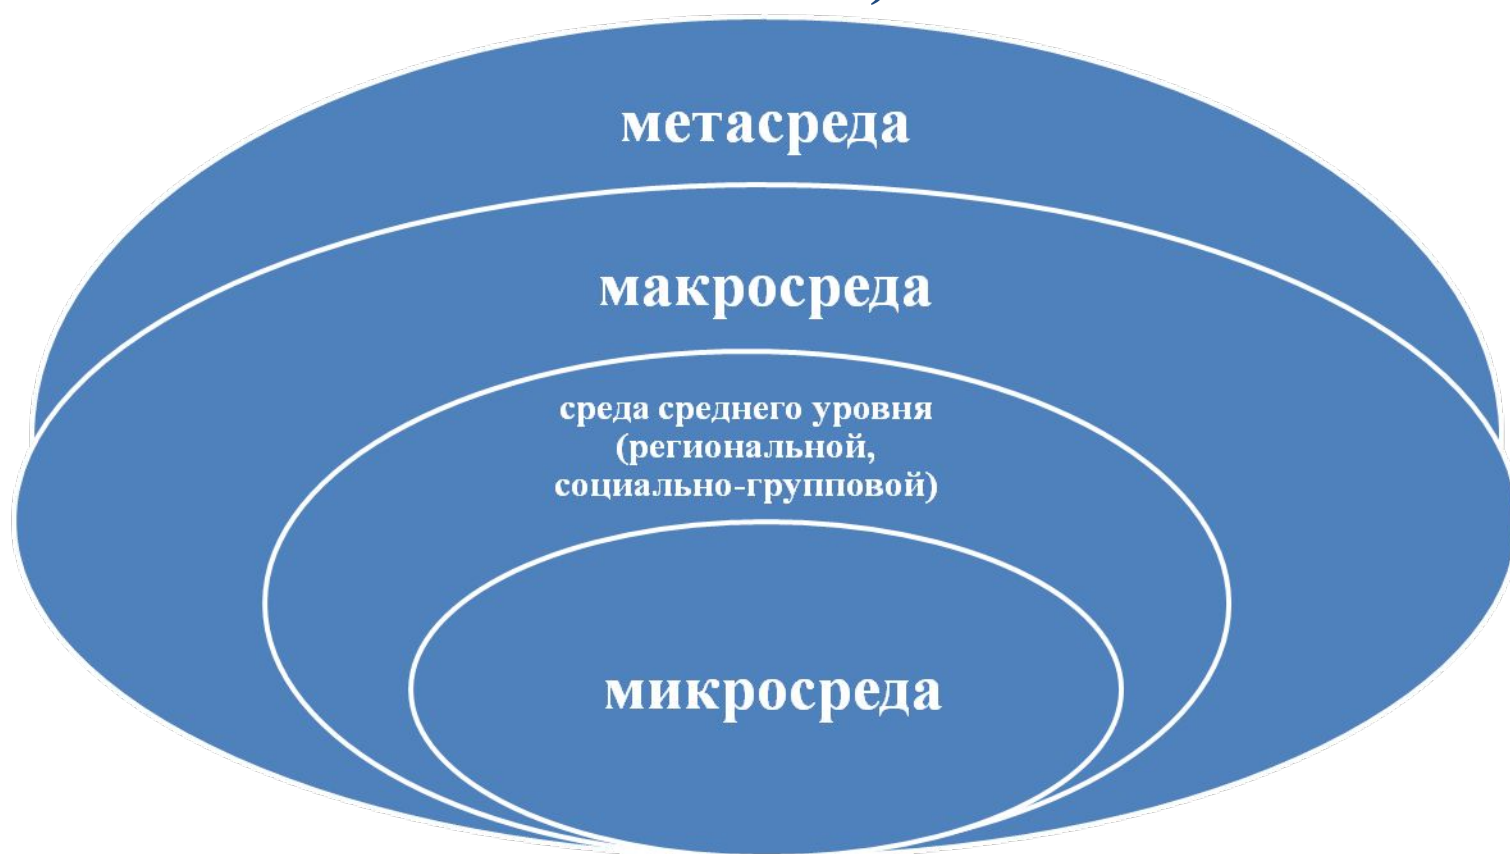 метасреда
макросреда
среда среднего уровня
(региональной,
социально-групповой)
микросреда